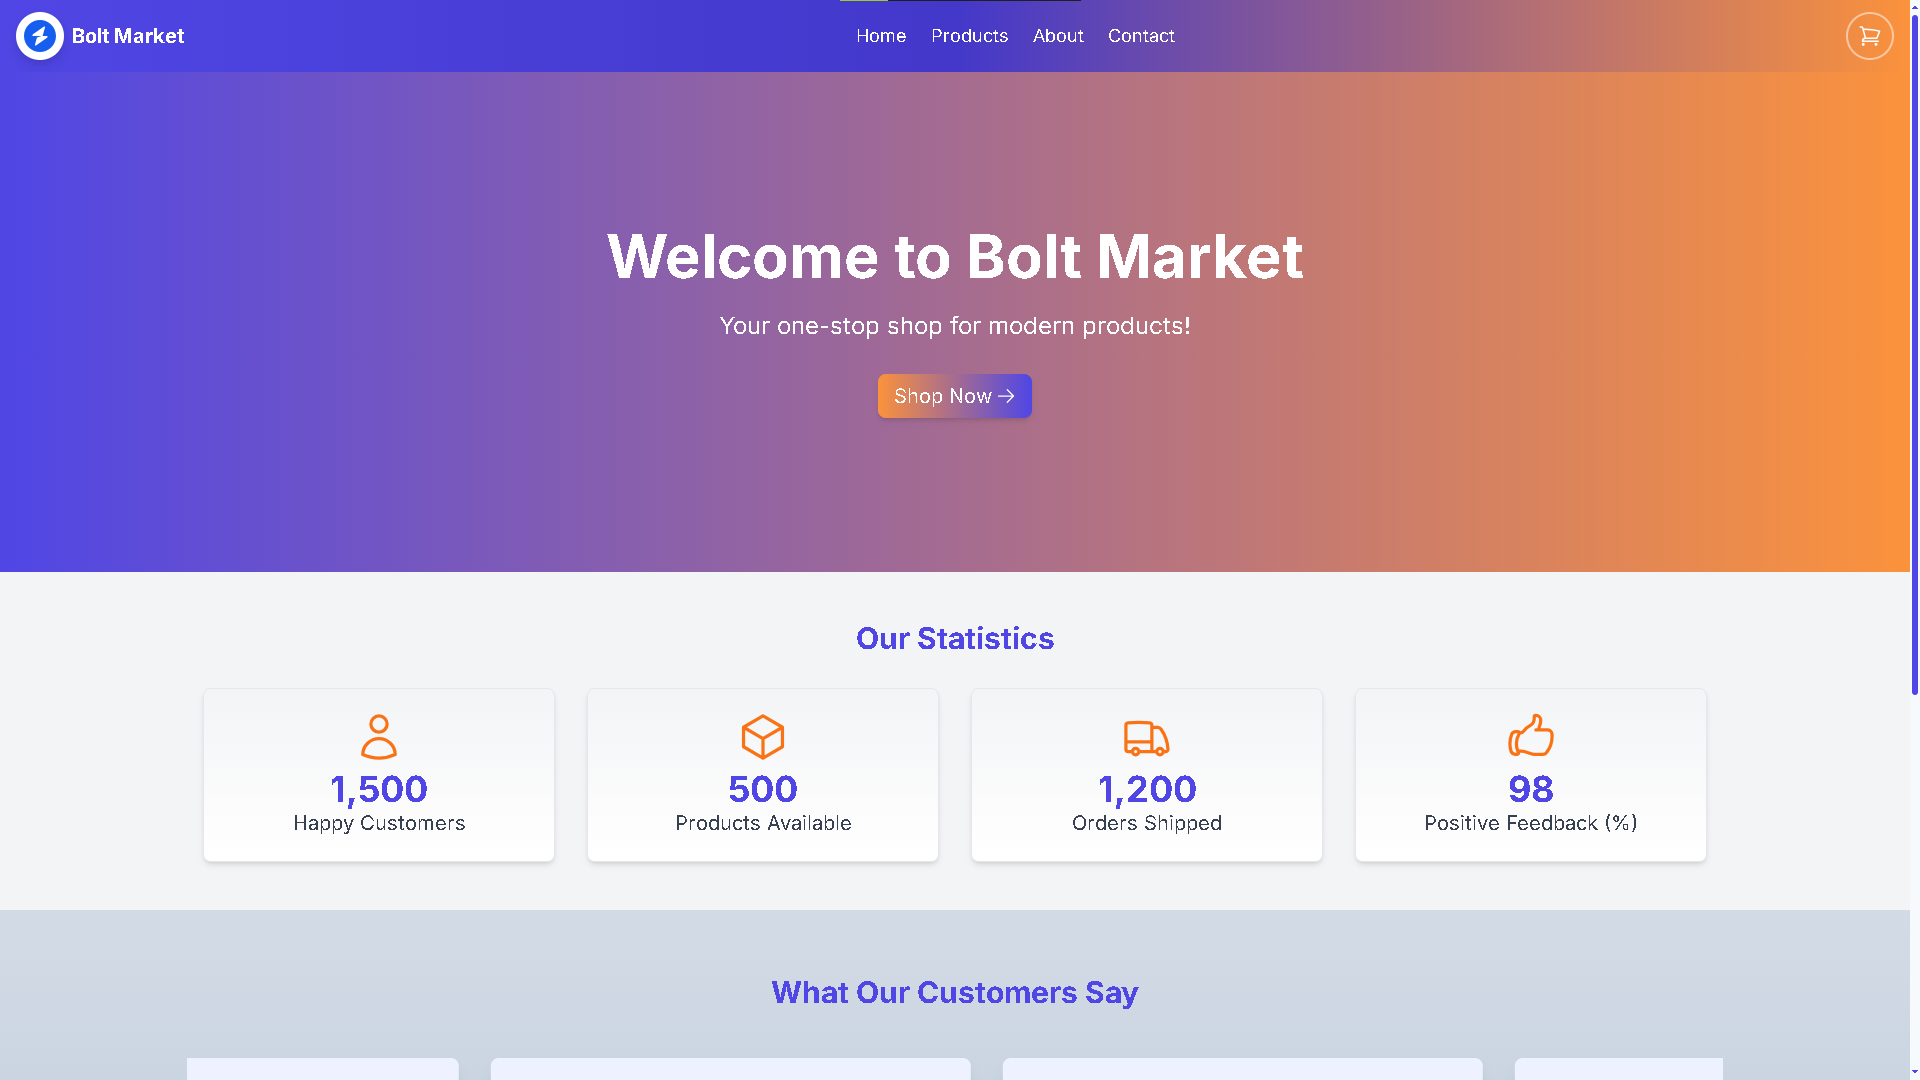 Bolt Market
Home Products About Contact
Welcome to Bolt Market
Your one-stop shop for modern products!
Shop Now
Our Statistics
1,500
Happy Customers
500
Products Available
1,200
Orders Shipped
98
Positive Feedback (%)
What Our Customers Say